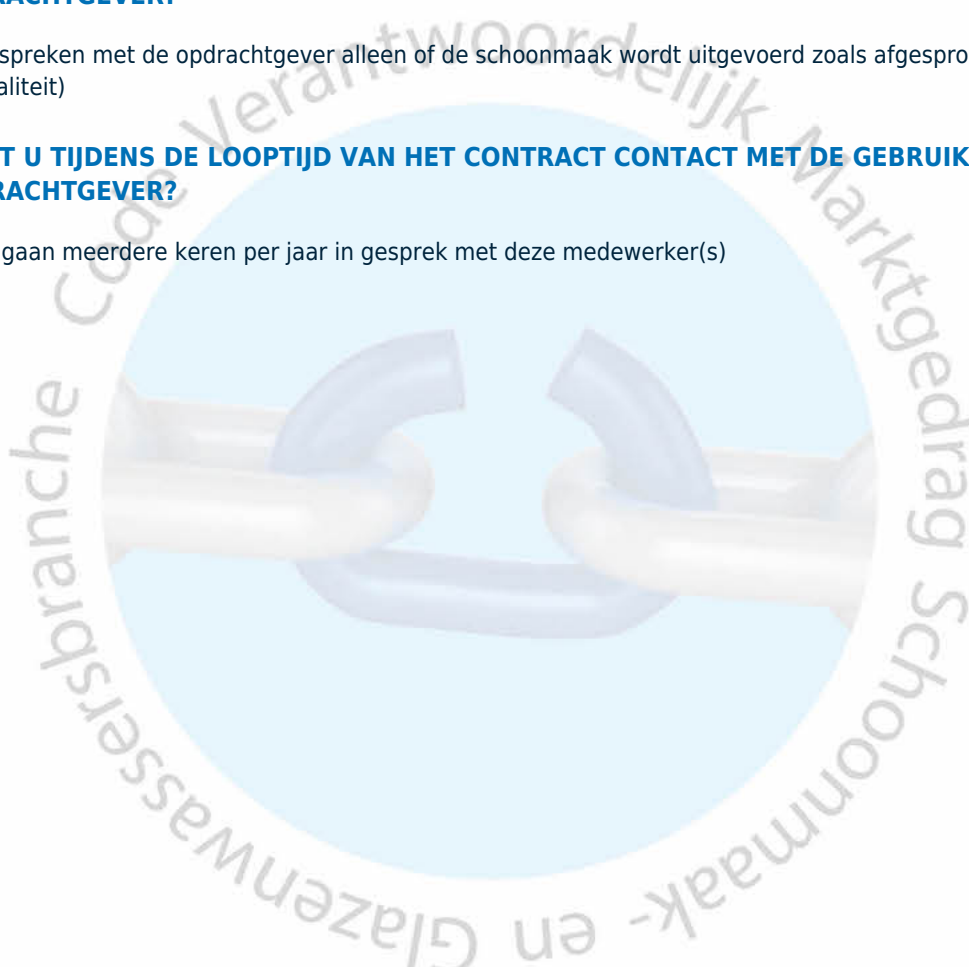 RACHTGEVER?
spreken met de opdrachtgever alleen of de schoonmaak wordt uitgevoerd zoals afgespro
aliteit)
T U TIJDENS DE LOOPTIJD VAN HET CONTRACT CONTACT MET DE GEBRUIK
RACHTGEVER?
gaan meerdere keren per jaar in gesprek met deze medewerker(s)
Code Verantwoordelijk Marktgedrag Schoonmaak- en Glazenwassersbranche